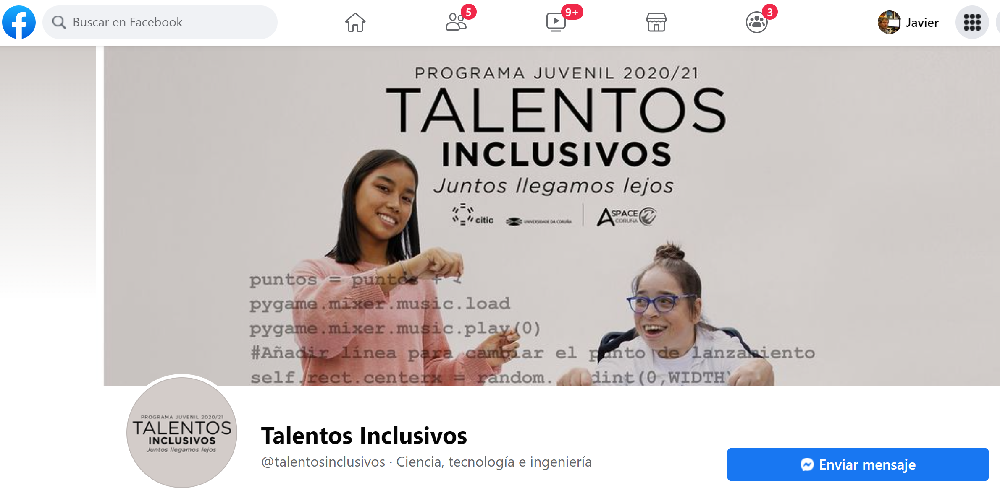 Buscar en Facebook
5
9+
3
Javier
PROGRAMA JUVENIL 2020/21
TALENTOS
INCLUSIVOS
Juntos llegamos lejos
citic
UNIVERSIDADE DA CORUÑA
ASPACE
CORUÑA
puntos = puntos + 1
pygame.mixer.music.load
pygame.mixer.music.play(0)
#Añadir línea para cambiar el punto de lanzamiento
self.rect.centerx = random. dint(0,WIDTH)
PROGRAMA JUVENIL 2020/21
TALENTOS
INCLUSIVOS
Juntos llegamos lejos
Talentos Inclusivos
@talentosinclusivos · Ciencia, tecnología e ingeniería
Enviar mensaje